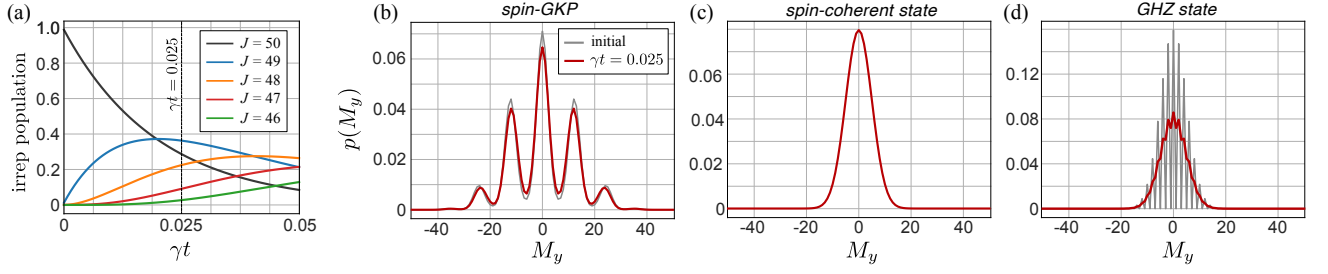 (a)
irrep population
1.0
0.8
0.6
0.4
0.2
0
0
0.025
0.05
γt
γt = 0.025
J = 50
J = 49
J = 48
J = 47
J = 46
(b)
spin-GKP
p(M_y)
0.06
0.04
0.02
0
-40
-20
0
20
40
M_y
initial
γt = 0.025
(c)
spin-coherent state
0.06
0.04
0.02
0
-40
-20
0
20
40
M_y
(d)
GHZ state
0.12
0.08
0.04
0
-40
-20
0
20
40
M_y